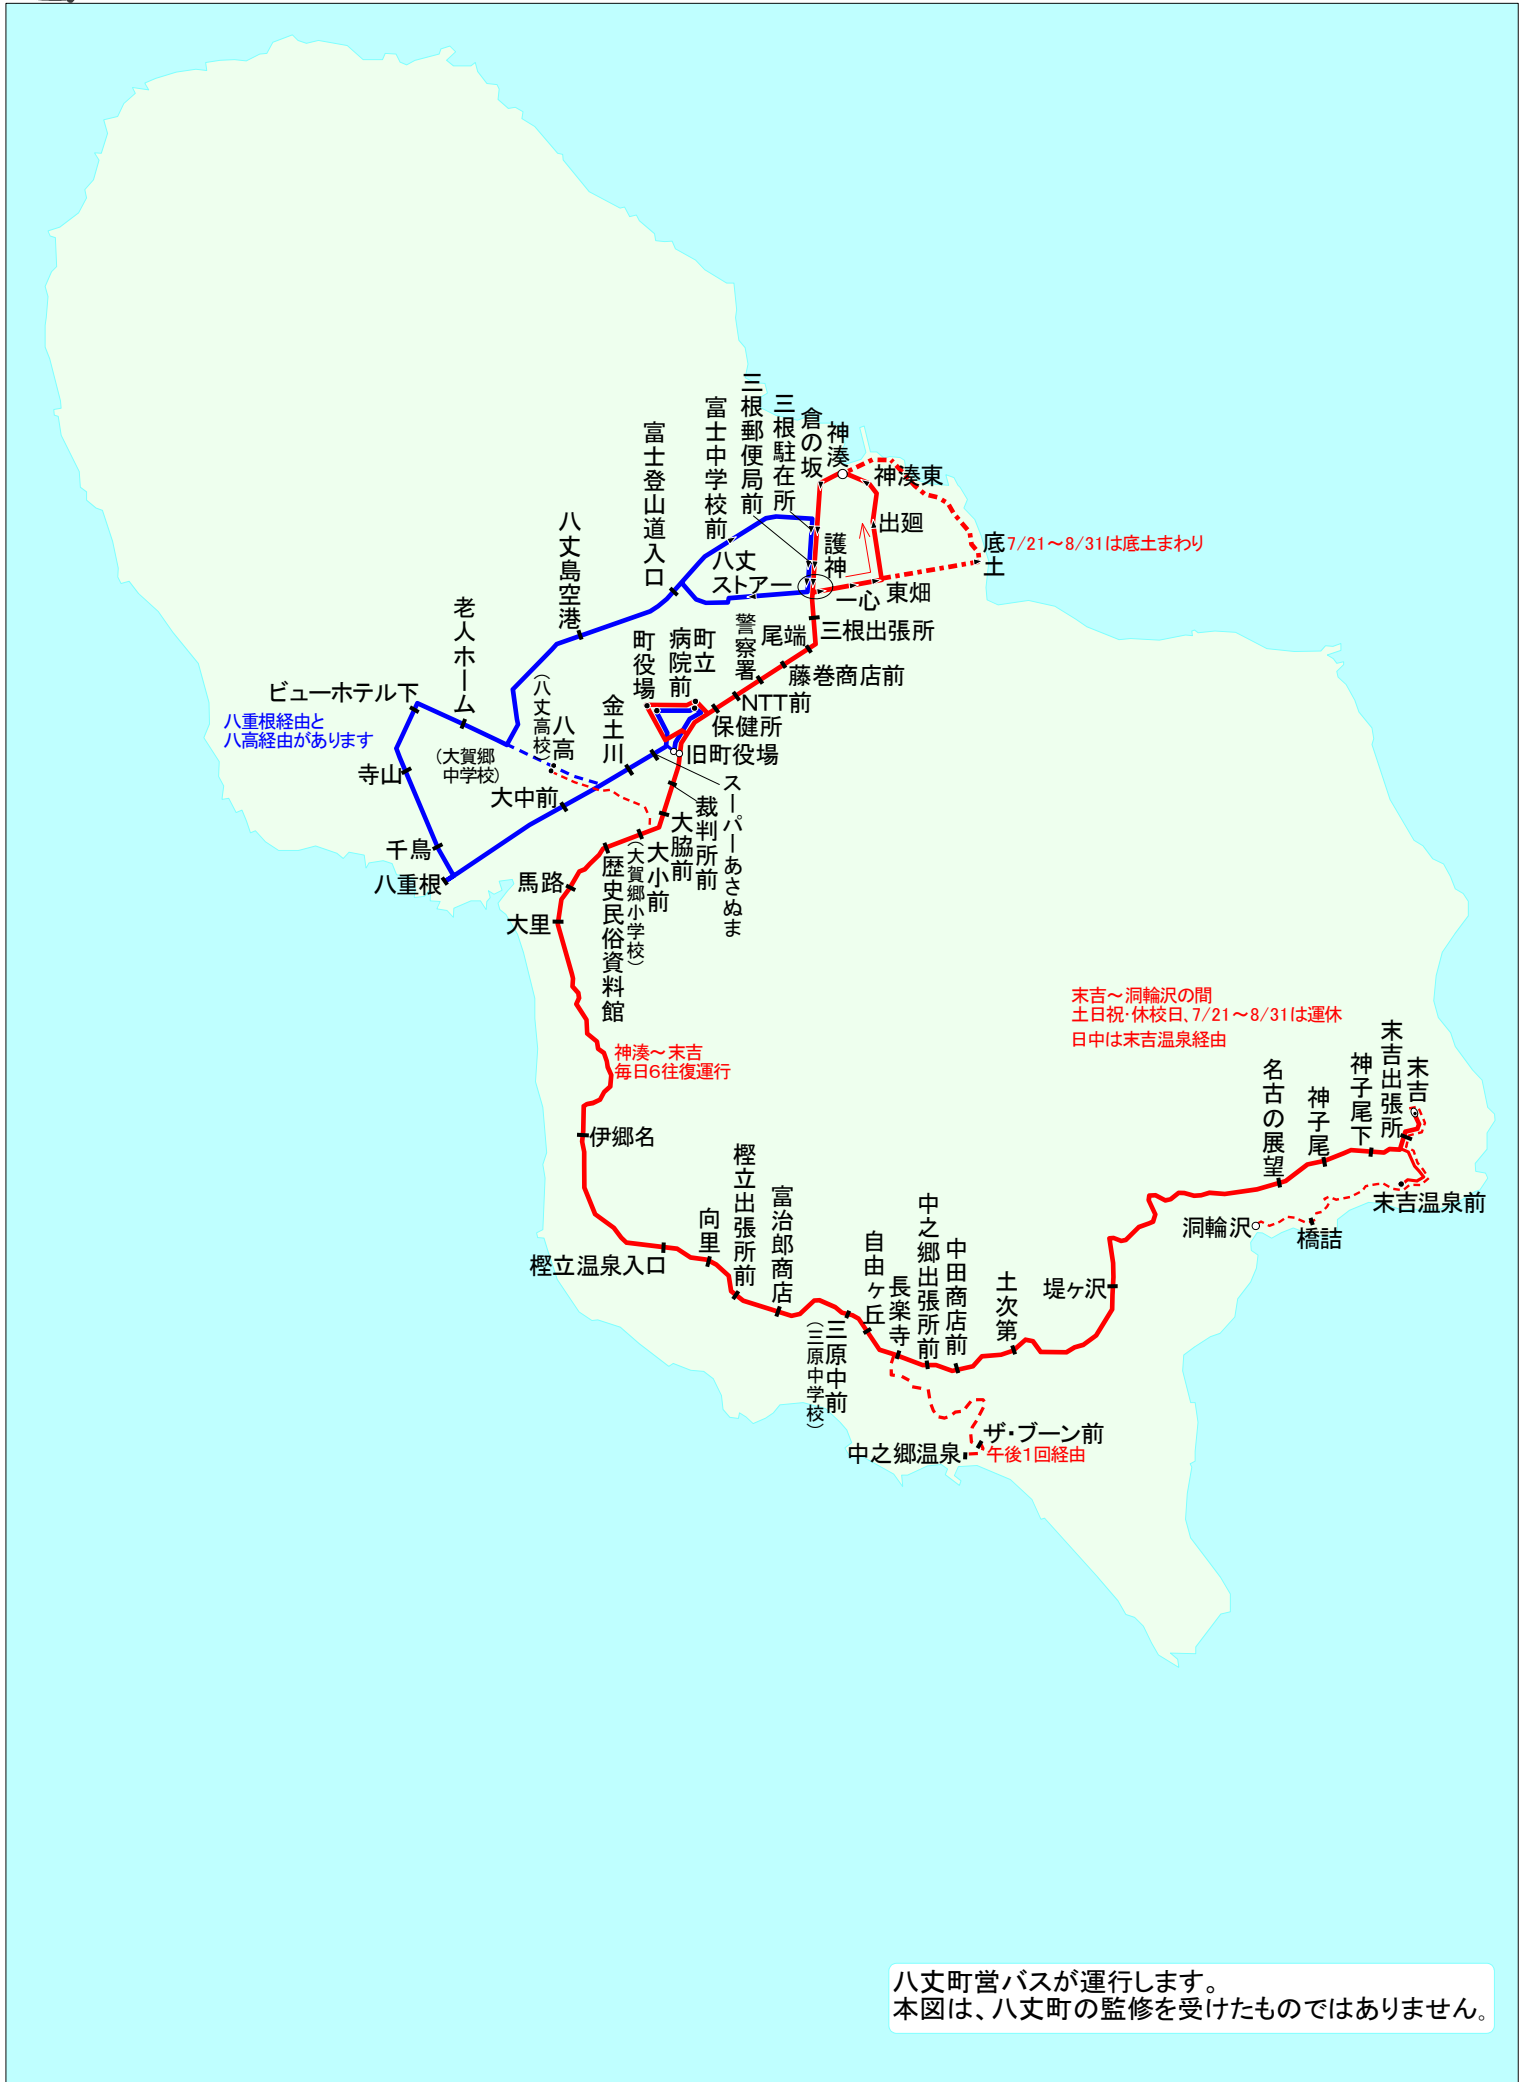 三根郵便局前
三根駐在所
富士中学校前
倉の坂
神湊
富士登山道入口
神湊東
八丈島空港
出廻
護神
底土
7/21～8/31は底土まわり
八丈
ストアー
一心
東畑
老人ホーム
町役場
町立
病院前
警察署
尾端
三根出張所
藤巻商店前
ビューホテル下
NTT前
保健所
八重根経由と
八高経由があります
(八丈高校)
八高
金土川
旧町役場
(大賀郷
中学校)
寺山
大中前
スーパーあさぬま
裁判所前
大脇前
大小前
(大賀郷小学校)
千鳥
八重根
馬路
歴史民俗資料館
大里
神湊～末吉
毎日6往復運行
末吉～洞輪沢の間
土日祝・休校日、7/21～8/31は運休
日中は末吉温泉経由
末吉出張所
末吉
神子尾下
神子尾
名古の展望
伊郷名
末吉温泉前
洞輪沢
橋詰
樫立出張所前
富治郎商店
向里
樫立温泉入口
自由ヶ丘
長楽寺
中之郷出張所前
中田商店前
土次第
堤ヶ沢
三原中前
(三原中学校)
ザ・ブーン前
午後1回経由
中之郷温泉
八丈町営バスが運行します。
本図は、八丈町の監修を受けたものではありません。